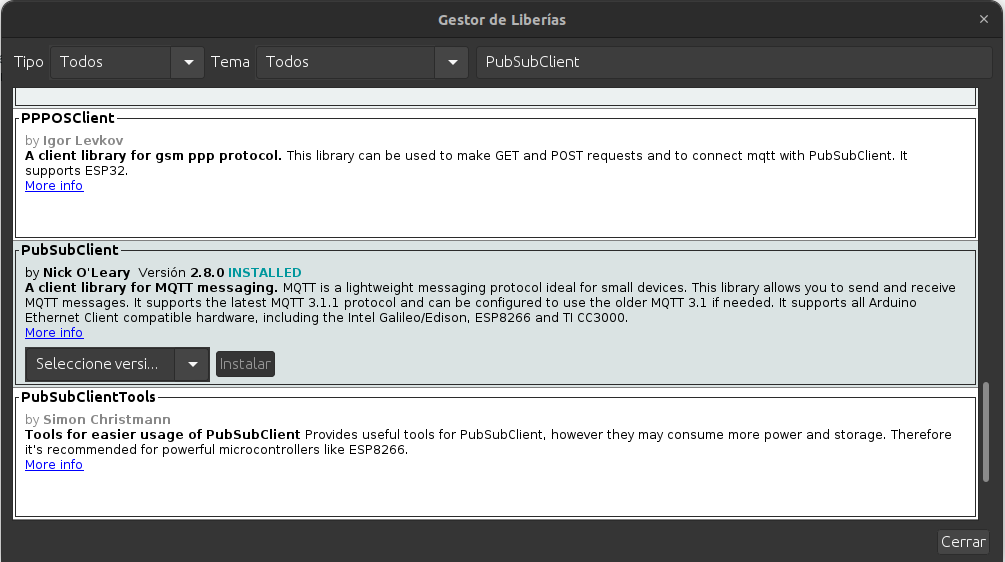 Gestor de Liberías ×
Tipo Todos Tema Todos PubSubClient
PPPOSClient
by Igor Levkov
A client library for gsm ppp protocol. This library can be used to make GET and POST requests and to connect mqtt with PubSubClient. It
supports ESP32.
More info
PubSubClient
by Nick O'Leary Versión 2.8.0 INSTALLED
A client library for MQTT messaging. MQTT is a lightweight messaging protocol ideal for small devices. This library allows you to send and receive
MQTT messages. It supports the latest MQTT 3.1.1 protocol and can be configured to use the older MQTT 3.1 if needed. It supports all Arduino
Ethernet Client compatible hardware, including the Intel Galileo/Edison, ESP8266 and TI CC3000.
More info
Seleccione versi... Instalar
PubSubClientTools
by Simon Christmann
Tools for easier usage of PubSubClient Provides useful tools for PubSubClient, however they may consume more power and storage. Therefore
it's recommended for powerful microcontrollers like ESP8266.
More info
Cerrar